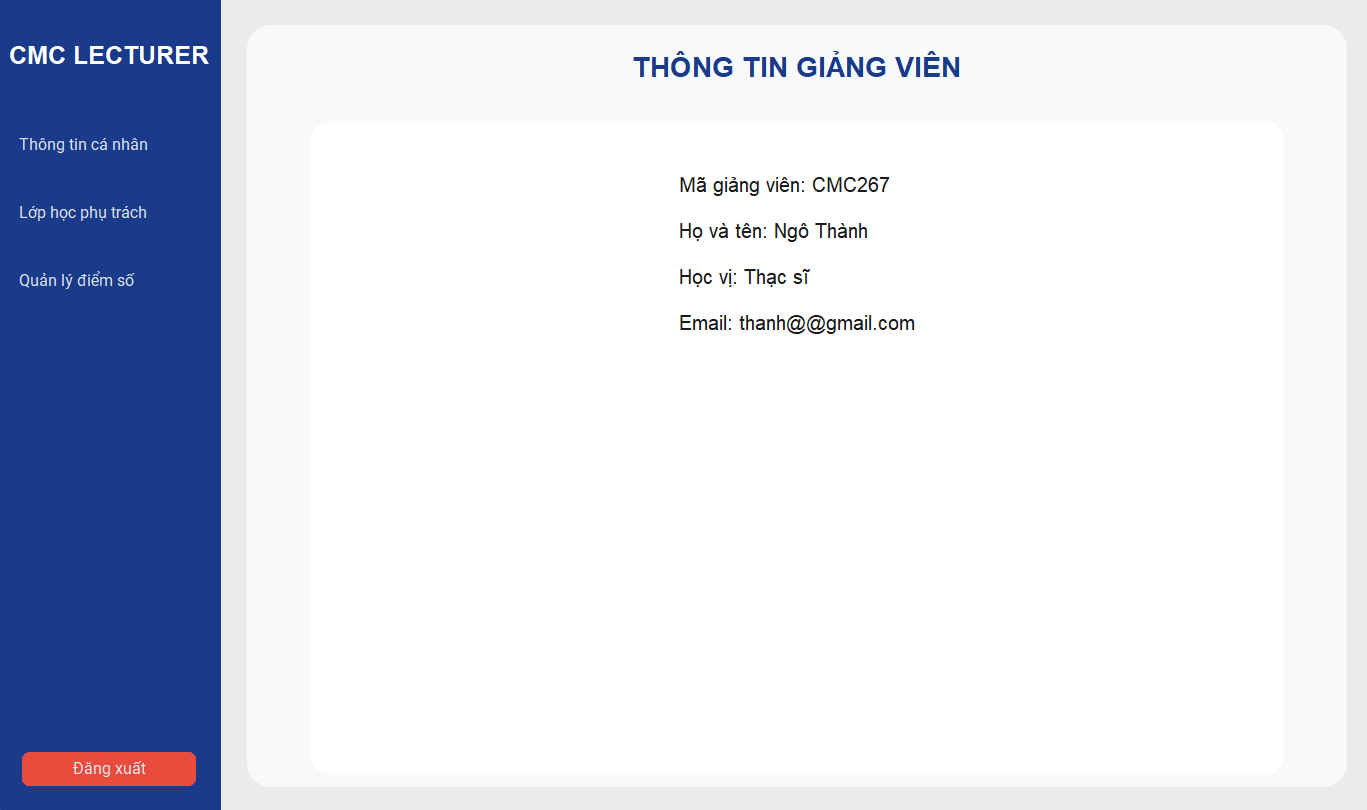 CMC LECTURER
Thông tin cá nhân
Lớp học phụ trách
Quản lý điểm số
Đăng xuất
THÔNG TIN GIẢNG VIÊN
Mã giảng viên: CMC267
Họ và tên: Ngô Thành
Học vị: Thạc sĩ
Email: thanh@@gmail.com